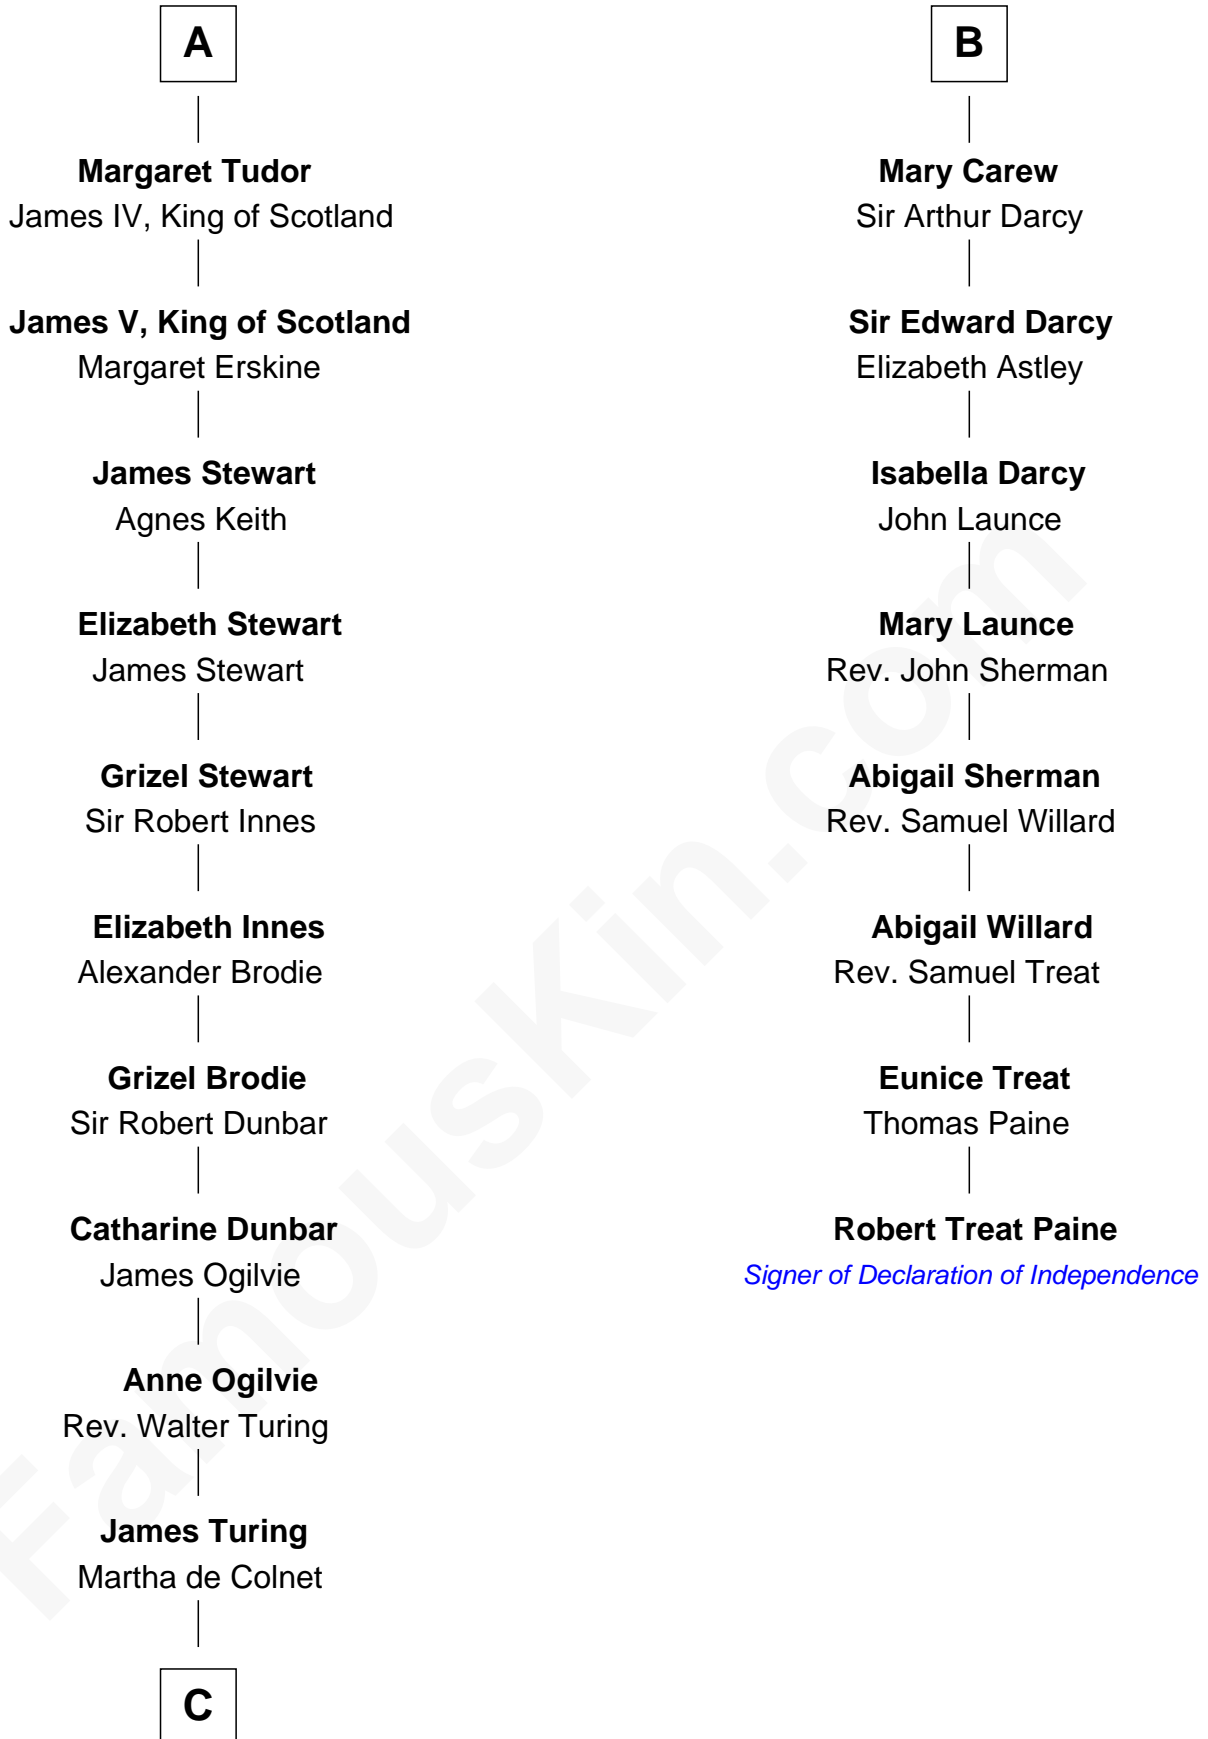 A
Margaret Tudor
James IV, King of Scotland
James V, King of Scotland
Margaret Erskine
James Stewart
Agnes Keith
Elizabeth Stewart
James Stewart
Grizel Stewart
Sir Robert Innes
Elizabeth Innes
Alexander Brodie
Grizel Brodie
Sir Robert Dunbar
Catharine Dunbar
James Ogilvie
Anne Ogilvie
Rev. Walter Turing
James Turing
Martha de Colnet
C
B
Mary Carew
Sir Arthur Darcy
Sir Edward Darcy
Elizabeth Astley
Isabella Darcy
John Launce
Mary Launce
Rev. John Sherman
Abigail Sherman
Rev. Samuel Willard
Abigail Willard
Rev. Samuel Treat
Eunice Treat
Thomas Paine
Robert Treat Paine
Signer of Declaration of Independence
FamousKin.com